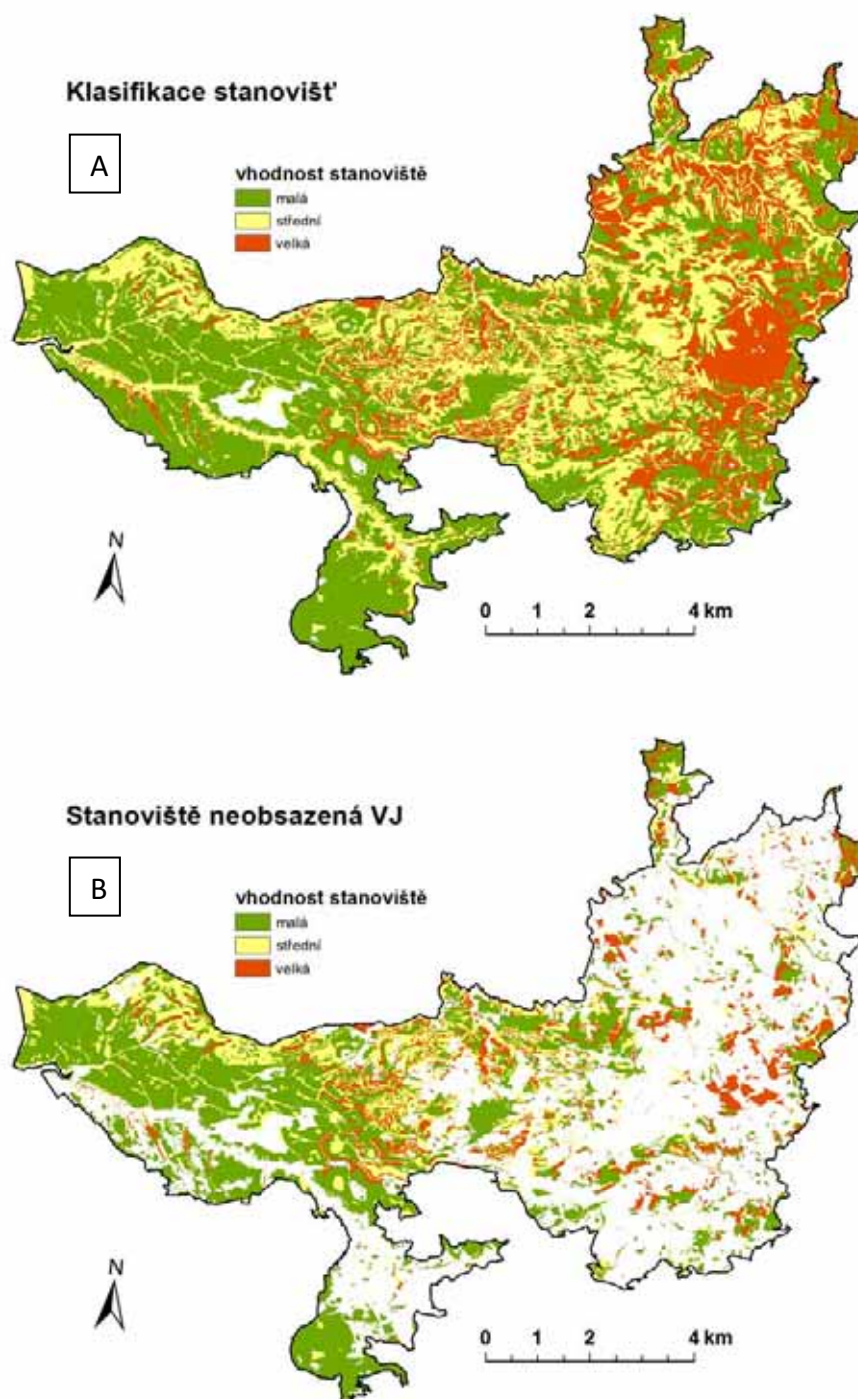 Klasifikace stanovišť
A
vhodnost stanoviště
malá
střední
velká
N
0 1 2 4 km
Stanoviště neobsazená VJ
B
vhodnost stanoviště
malá
střední
velká
N
0 1 2 4 km